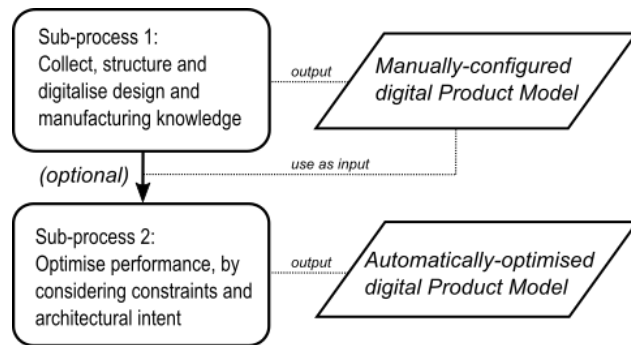 Sub-process 1:
Collect, structure and
digitalise design and
manufacturing knowledge
output
Manually-configured
digital Product Model
(optional)
use as input
Sub-process 2:
Optimise performance, by
considering constraints and
architectural intent
output
Automatically-optimised
digital Product Model